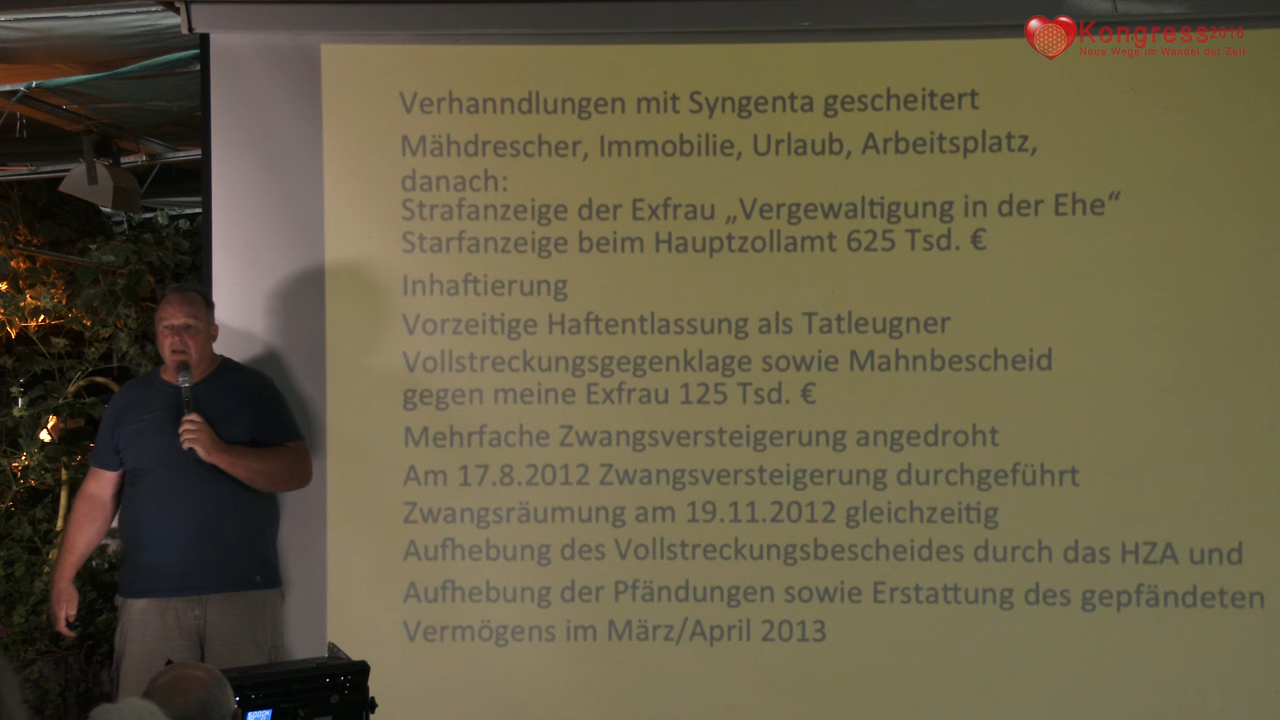 Kongress 2016
Neue Wege im Wandel der Zeit
Verhanndlungen mit Syngenta gescheitert
Mähdrescher, Immobilie, Urlaub, Arbeitsplatz,
danach:
Strafanzeige der Exfrau „Vergewaltigung in der Ehe“
Starfanzeige beim Hauptzollamt 625 Tsd. €
Inhaftierung
Vorzeitige Haftentlassung als Tatleugner
Vollstreckungsgegenklage sowie Mahnbescheid
gegen meine Exfrau 125 Tsd. €
Mehrfache Zwangsversteigerung angedroht
Am 17.8.2012 Zwangsversteigerung durchgeführt
Zwangsräumung am 19.11.2012 gleichzeitig
Aufhebung des Vollstreckungsbescheides durch das HZA und
Aufhebung der Pfändungen sowie Erstattung des gepfändeten
Vermögens im März/April 2013